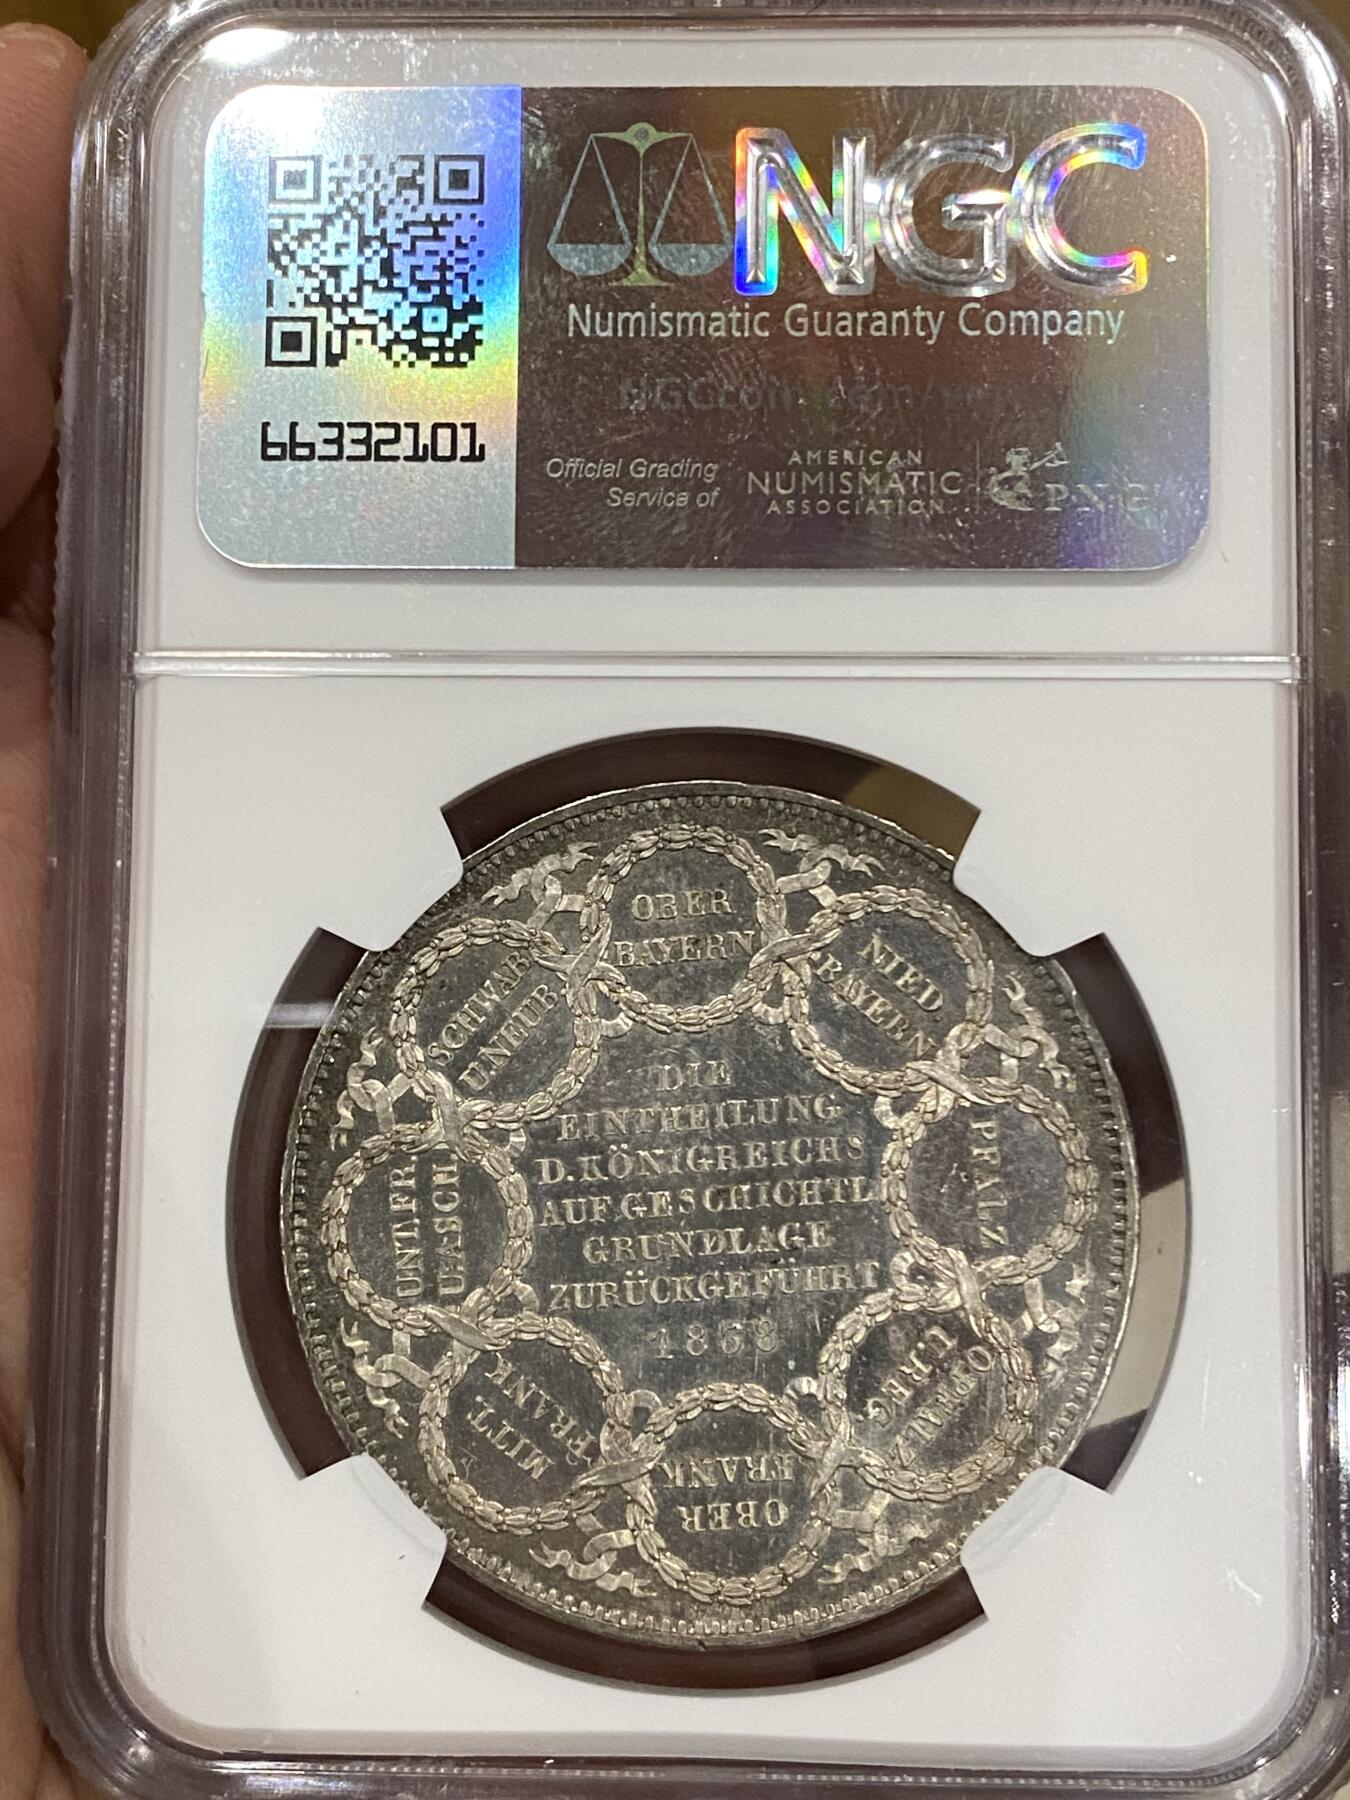 NGC
Numismatic Guaranty Company
66332101
Official Grading
Service of
AMERICAN
NUMISMATIC
ASSOCIATION
PNG
OBER
BAYERN
NIED.
BAYERN
PFALZ
OPFALZ
U.REG.
OBER
FRANK
MITT.
FRANK
UNT.FR.
U.ASCH.
SCHWAB.
U.NEUB.
DIE
EINTHEILUNG
D.KÖNIGREICHS
AUF GESCHICHTL.
GRUNDLAGE
ZURÜCKGEFÜHRT
1838